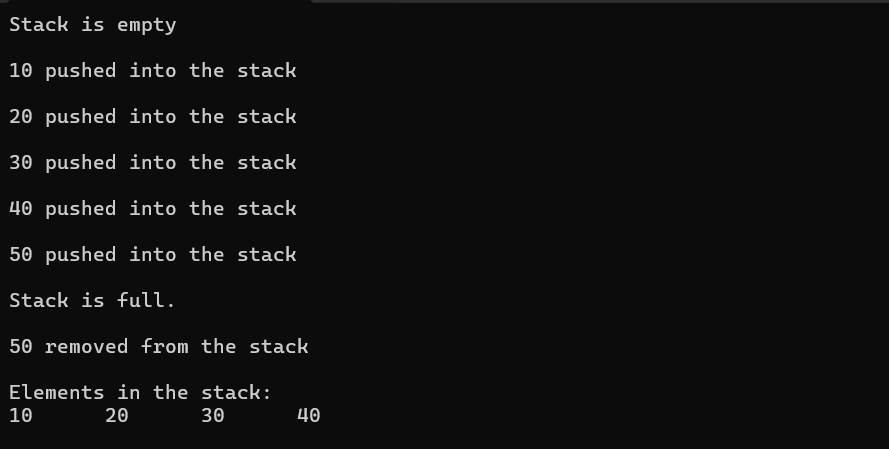 Stack is empty
10 pushed into the stack
20 pushed into the stack
30 pushed into the stack
40 pushed into the stack
50 pushed into the stack
Stack is full.
50 removed from the stack
Elements in the stack:
10 20 30 40